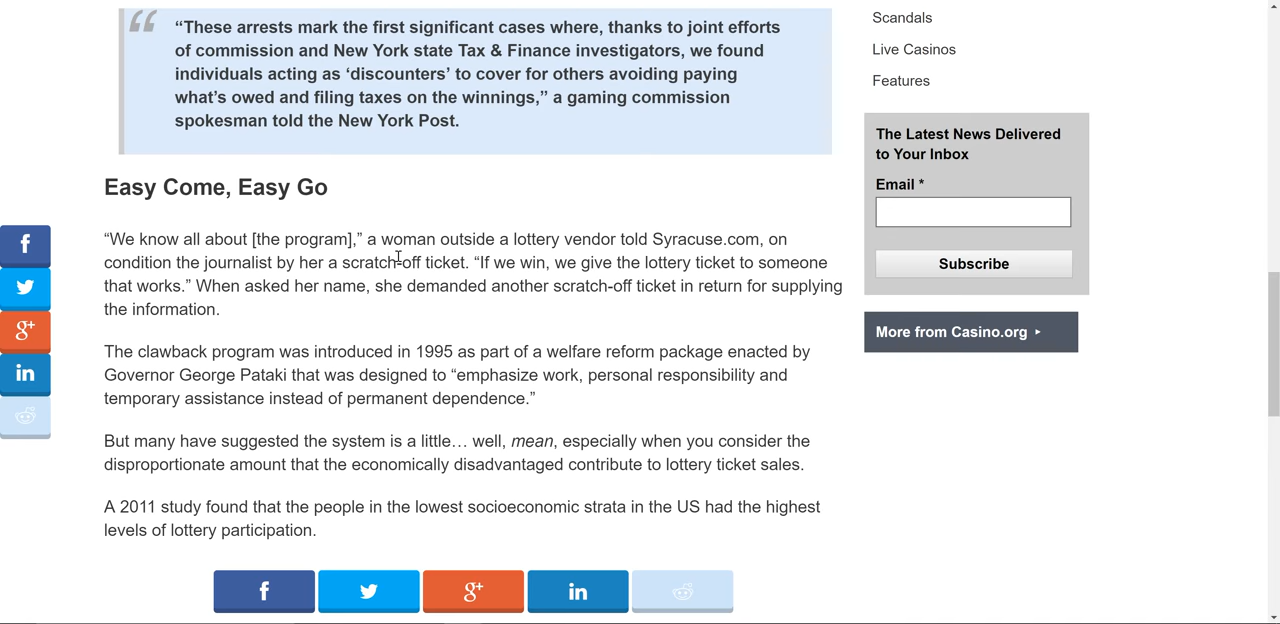 “These arrests mark the first significant cases where, thanks to joint efforts
of commission and New York state Tax & Finance investigators, we found
individuals acting as ‘discounters’ to cover for others avoiding paying
what’s owed and filing taxes on the winnings,” a gaming commission
spokesman told the New York Post.
Easy Come, Easy Go
“We know all about [the program],” a woman outside a lottery vendor told Syracuse.com, on
condition the journalist by her a scratch-off ticket. “If we win, we give the lottery ticket to someone
that works.” When asked her name, she demanded another scratch-off ticket in return for supplying
the information.
The clawback program was introduced in 1995 as part of a welfare reform package enacted by
Governor George Pataki that was designed to “emphasize work, personal responsibility and
temporary assistance instead of permanent dependence.”
But many have suggested the system is a little… well, mean, especially when you consider the
disproportionate amount that the economically disadvantaged contribute to lottery ticket sales.
A 2011 study found that the people in the lowest socioeconomic strata in the US had the highest
levels of lottery participation.
Scandals
Live Casinos
Features
The Latest News Delivered
to Your Inbox
Email *
Subscribe
More from Casino.org ▸